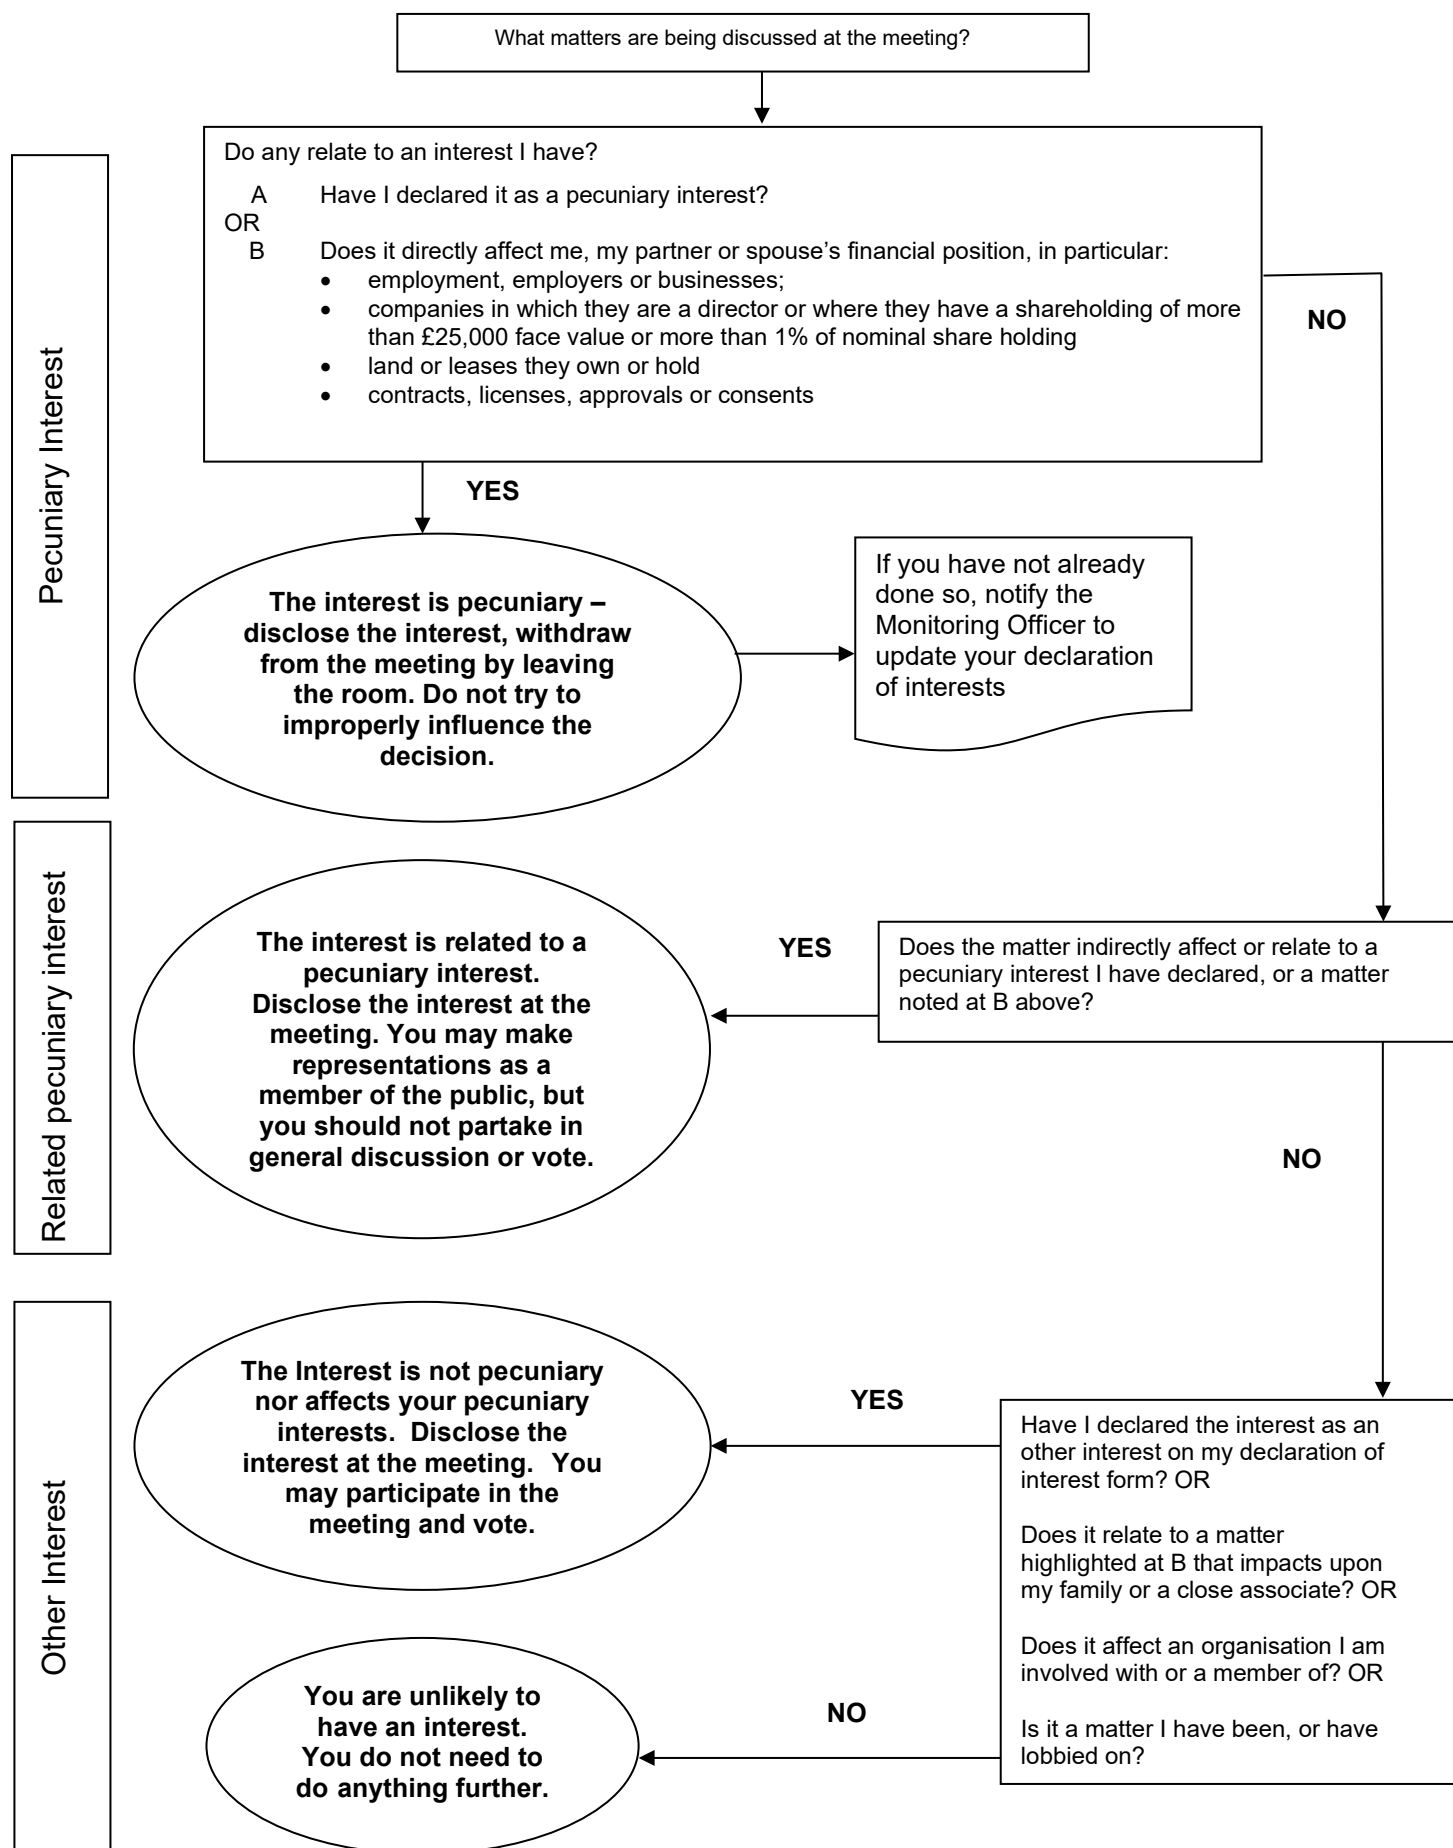 What matters are being discussed at the meeting?
Pecuniary Interest
Do any relate to an interest I have?
A Have I declared it as a pecuniary interest?
OR
B Does it directly affect me, my partner or spouse’s financial position, in particular:
• employment, employers or businesses;
• companies in which they are a director or where they have a shareholding of more
than £25,000 face value or more than 1% of nominal share holding
• land or leases they own or hold
• contracts, licenses, approvals or consents
NO
YES
The interest is pecuniary –
disclose the interest, withdraw
from the meeting by leaving
the room. Do not try to
improperly influence the
decision.
If you have not already
done so, notify the
Monitoring Officer to
update your declaration
of interests
Related pecuniary interest
The interest is related to a
pecuniary interest.
Disclose the interest at the
meeting. You may make
representations as a
member of the public, but
you should not partake in
general discussion or vote.
YES
Does the matter indirectly affect or relate to a
pecuniary interest I have declared, or a matter
noted at B above?
NO
Other Interest
The Interest is not pecuniary
nor affects your pecuniary
interests. Disclose the
interest at the meeting. You
may participate in the
meeting and vote.
YES
Have I declared the interest as an
other interest on my declaration of
interest form? OR
Does it relate to a matter
highlighted at B that impacts upon
my family or a close associate? OR
Does it affect an organisation I am
involved with or a member of? OR
Is it a matter I have been, or have
lobbied on?
NO
You are unlikely to
have an interest.
You do not need to
do anything further.